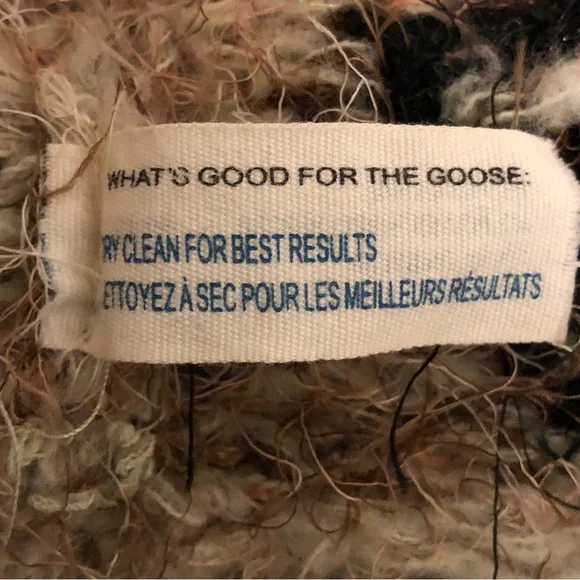 WHAT'S GOOD FOR THE GOOSE:
RY CLEAN FOR BEST RESULTS
ETTOYEZ À SEC POUR LES MEILLEURS RÉSULTATS